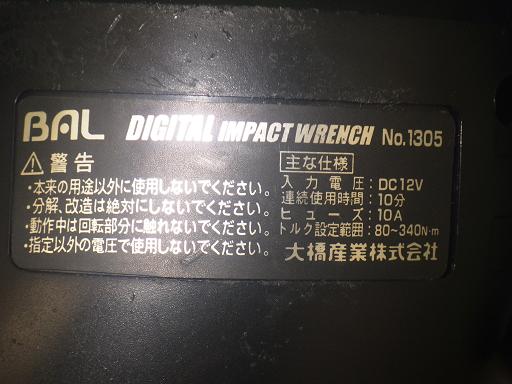 BAL DIGITAL IMPACT WRENCH No.1305
⚠警告
・本来の用途以外に使用しないでください。
・分解、改造は絶対にしないでください。
・動作中は回転部分に触れないでください。
・指定以外の電圧で使用しないでください。
主な仕様
入力電圧:DC12V
連続使用時間:10分
ヒューズ:10A
トルク設定範囲:80~340N・m
大橋産業株式会社